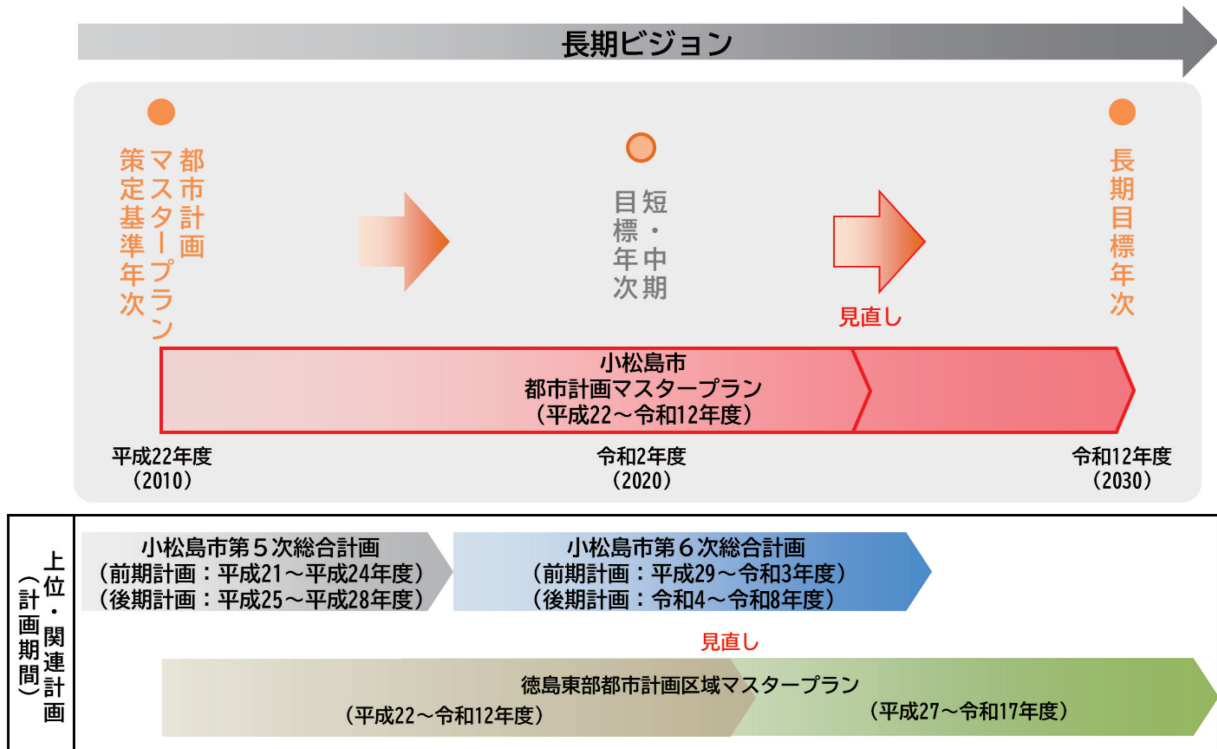 長期ビジョン
都市計画
マスタープラン
策定基準年次
短・中期
目標年次
長期目標年次
見直し
小松島市
都市計画マスタープラン
（平成22～令和12年度）
平成22年度
（2010）
令和2年度
（2020）
令和12年度
（2030）
上位・関連計画
（計画期間）
小松島市第５次総合計画
（前期計画：平成21～平成24年度）
（後期計画：平成25～平成28年度）
小松島市第６次総合計画
（前期計画：平成29～令和3年度）
（後期計画：令和4～令和8年度）
見直し
徳島東部都市計画区域マスタープラン
（平成22～令和12年度）
（平成27～令和17年度）